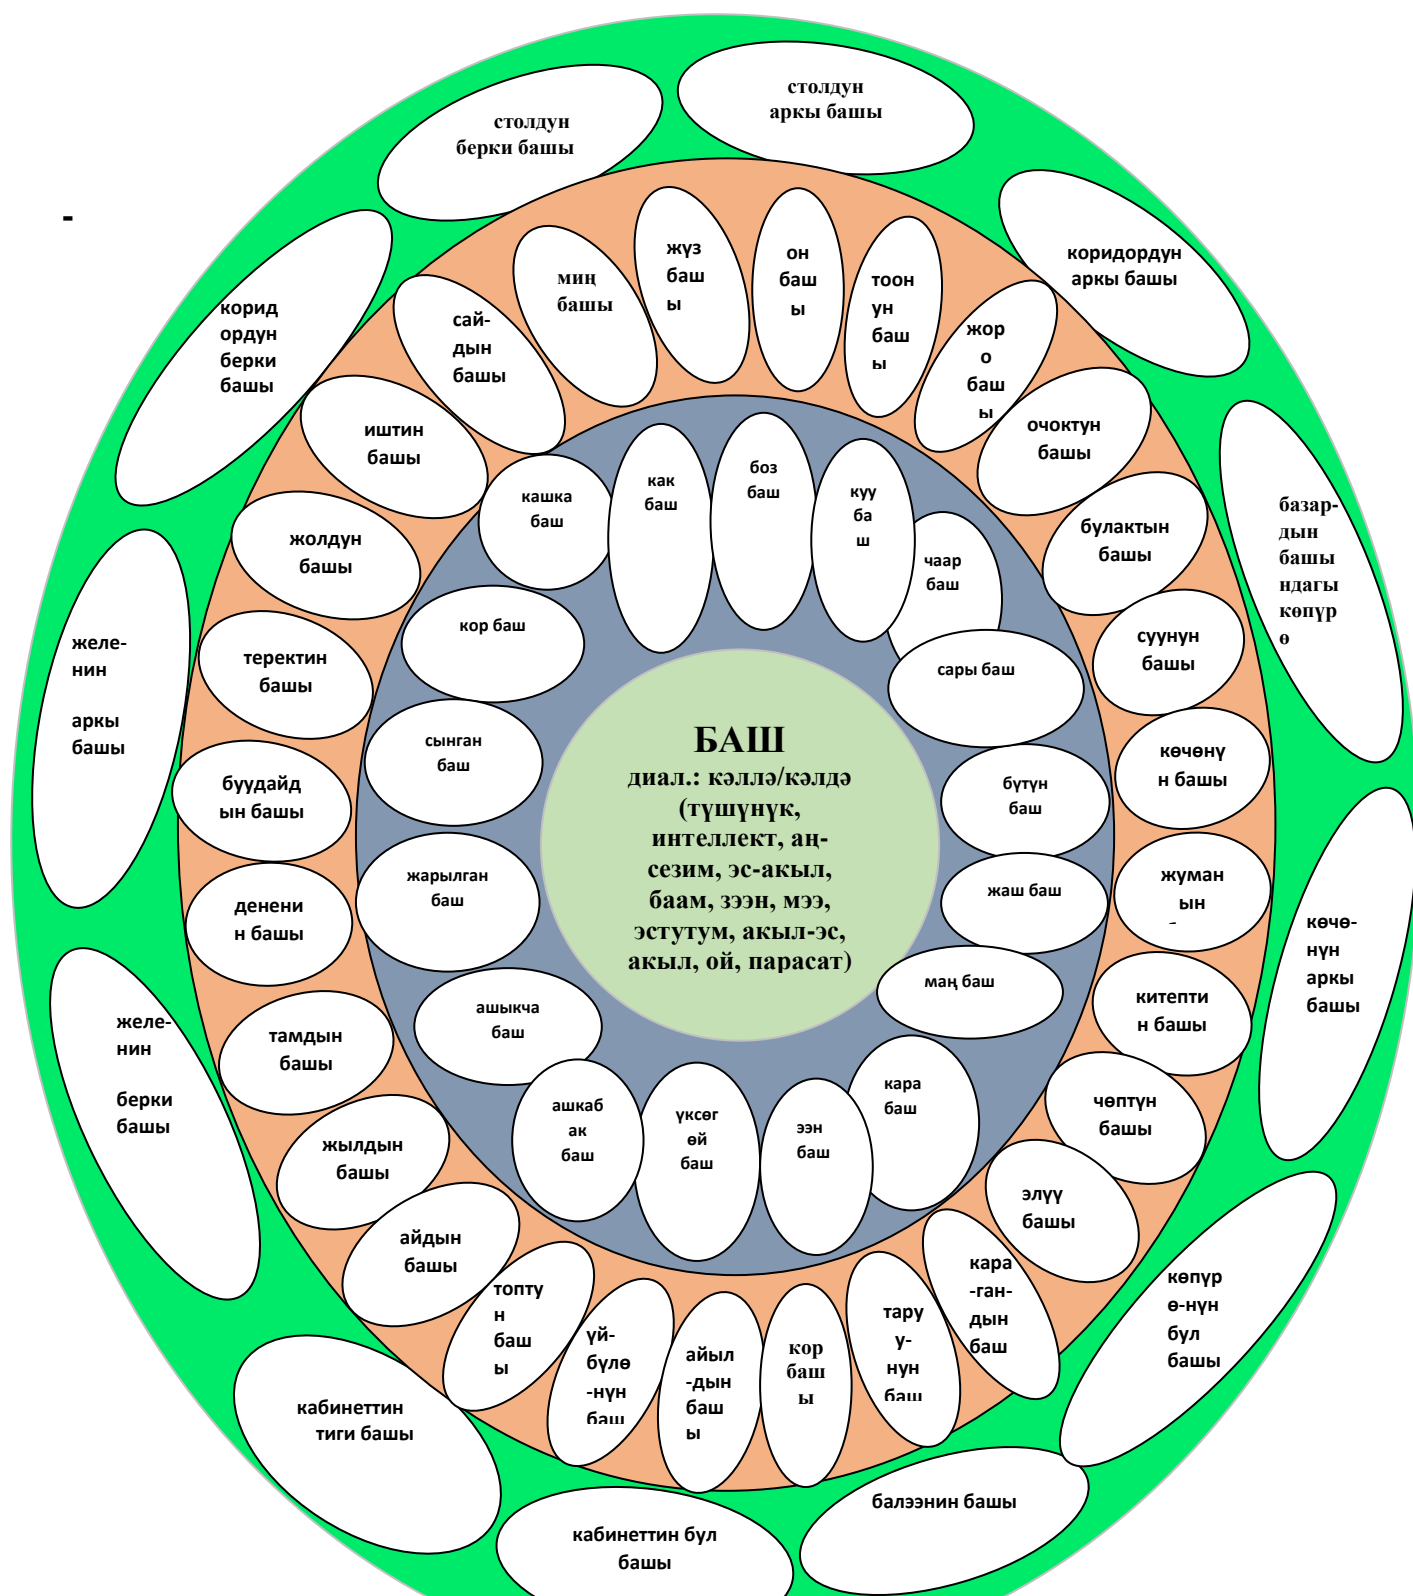 столдун
аркы башы
столдун
берки башы
-
коридордун
аркы башы
корид
ордун
берки
башы
базар-
дын
башы
ндагы
көпүр
ө
желе-
нин
аркы
башы
көчө-
нүн
аркы
башы
желе-
нин
берки
башы
көпүр
ө-нүн
бул
башы
кабинеттин
тиги башы
балээнин башы
кабинеттин бул
башы
миң
башы
жүз
баш
ы
он
баш
ы
тоон
ун
баш
ы
жор
о
баш
ы
сай-
дын
башы
очоктун
башы
иштин
башы
булактын
башы
жолдун
башы
суунун
башы
теректин
башы
көчөнү
н башы
буудайд
ын башы
жуман
ын
денени
н башы
китепти
н башы
тамдын
башы
чөптүн
башы
жылдын
башы
элүү
башы
айдын
башы
кара
-ган-
дын
баш
топту
н
баш
ы
тару
у-
нун
баш
үй-
бүлө
-нүн
баш
айыл
-дын
баш
ы
кор
баш
ы
как
баш
боз
баш
куу
ба
ш
кашка
баш
чаар
баш
кор баш
сары баш
сынган
баш
бүтүн
баш
жарылган
баш
жаш баш
ашыкча
баш
маң баш
ашкаб
ак
баш
үксөг
өй
баш
ээн
баш
кара
баш
БАШ
диал.: кәллә/кәлдә
(түшүнүк,
интеллект, аң-
сезим, эс-акыл,
баам, зээн, мээ,
эстутум, акыл-эс,
акыл, ой, парасат)